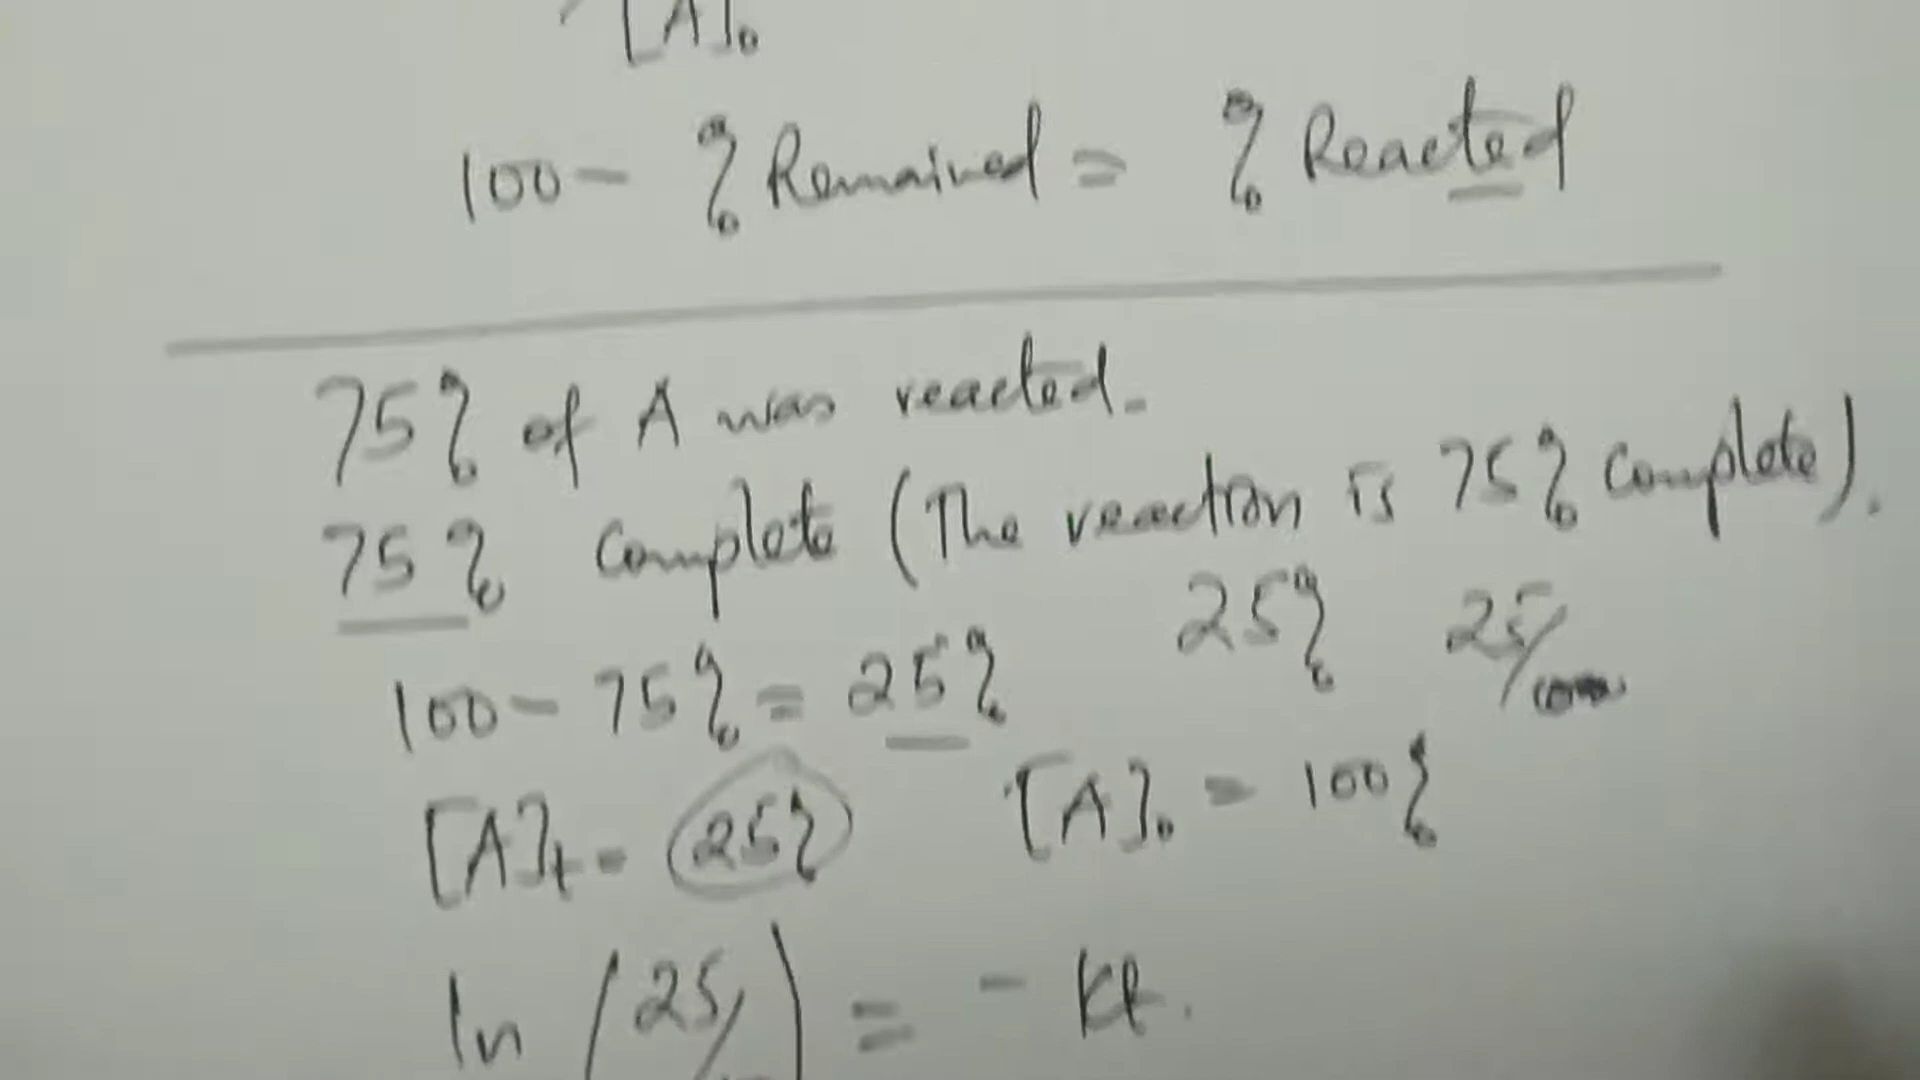 [A]₀
100 - % Remained = % Reacted
75% of A was reacted.
75% complete (The reaction is 75% complete).
100 - 75% = 25% 25% 25/
[A]t = 25% [A]₀ = 100%
ln (25/ ) = - kt.